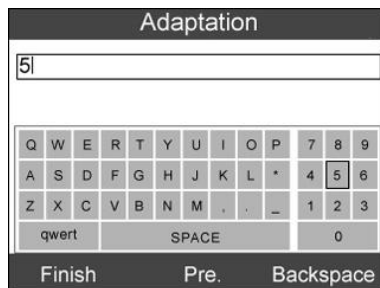 Adaptation
5
Q W E R T Y U I O P 7 8 9
A S D F G H J K L * 4 5 6
Z X C V B N M , . _ 1 2 3
qwert SPACE 0
Finish Pre. Backspace